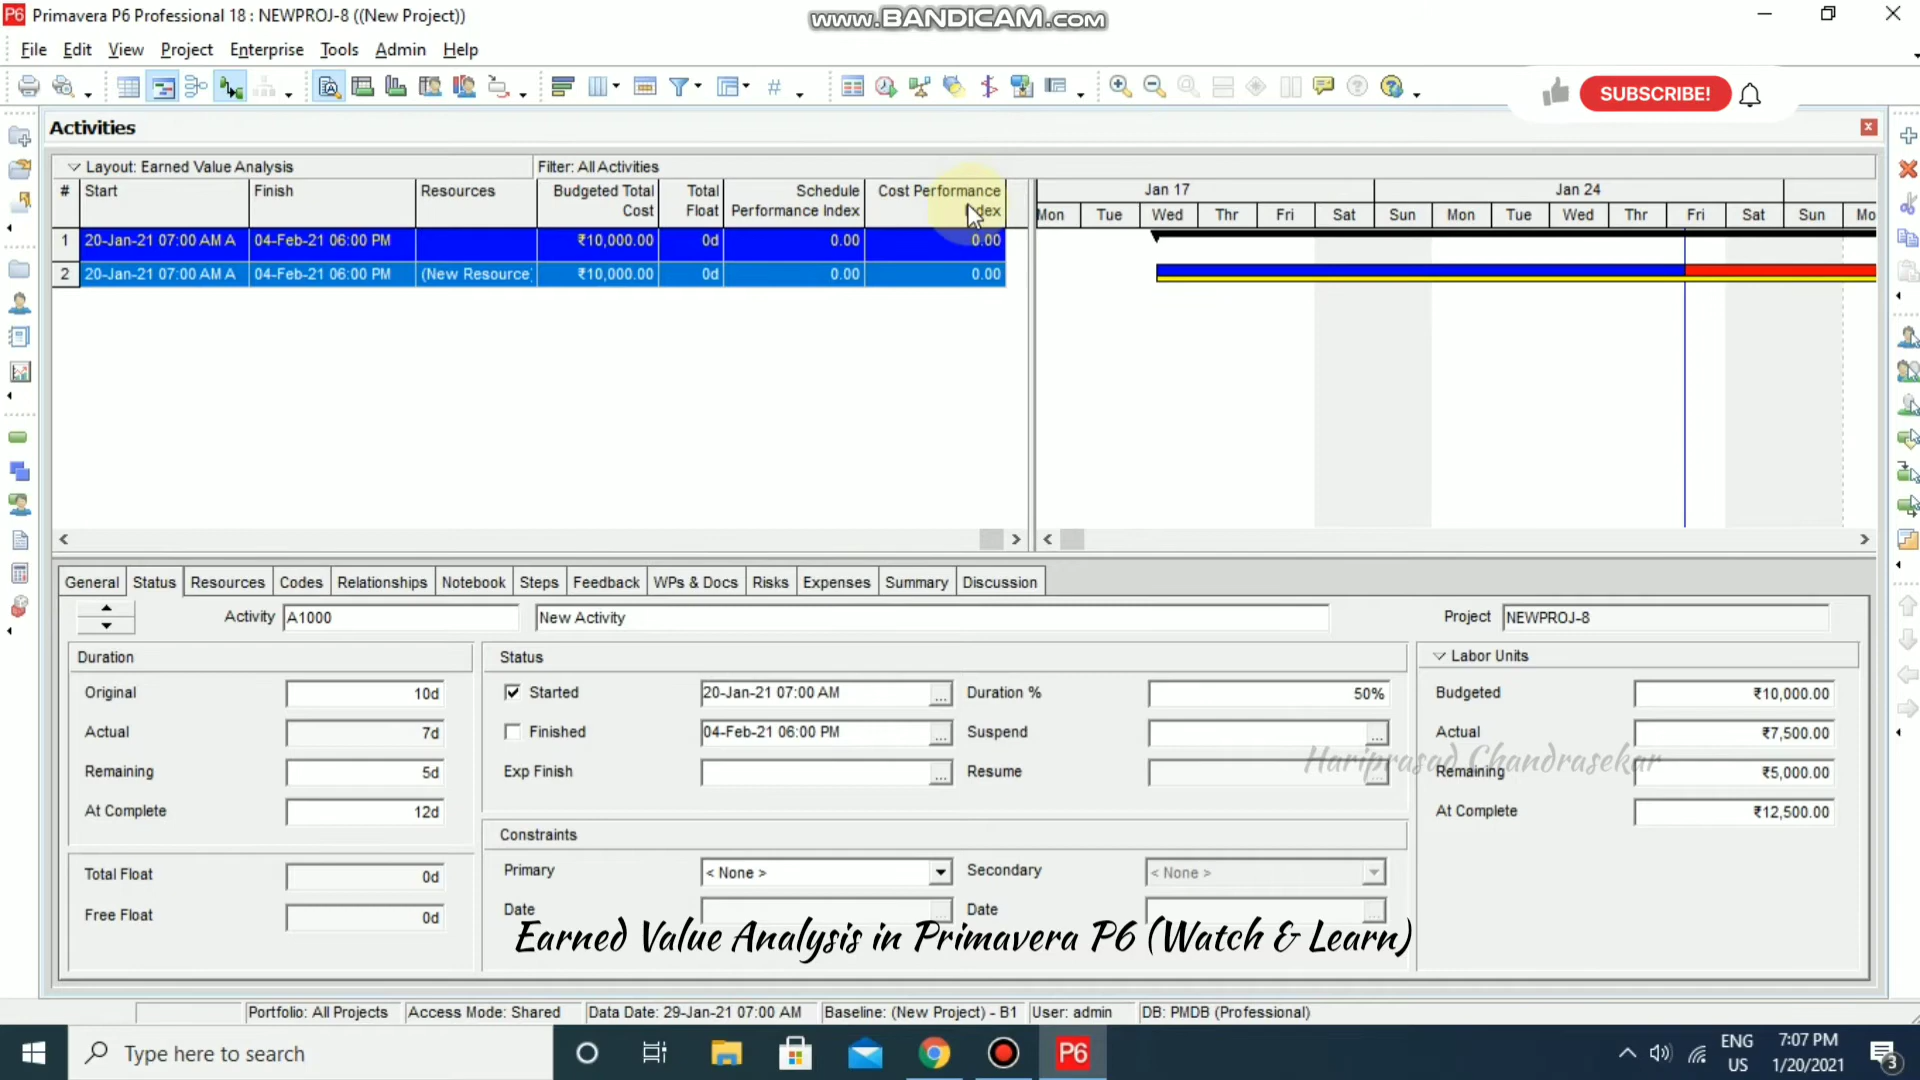 Primavera P6 Professional 18 : NEWPROJ-8 ((New Project))
www.BANDICAM.com
File Edit View Project Enterprise Tools Admin Help
SUBSCRIBE!
Activities
Layout: Earned Value Analysis Filter: All Activities
# Start Finish Resources Budgeted Total Cost Total Float Schedule Performance Index Cost Performance Index
Jan 17 Jan 24
Mon Tue Wed Thr Fri Sat Sun Mon Tue Wed Thr Fri Sat Sun Mo
1 20-Jan-21 07:00 AM A 04-Feb-21 06:00 PM ₹10,000.00 0d 0.00 0.00
2 20-Jan-21 07:00 AM A 04-Feb-21 06:00 PM (New Resource) ₹10,000.00 0d 0.00 0.00
General Status Resources Codes Relationships Notebook Steps Feedback WPs & Docs Risks Expenses Summary Discussion
Activity A1000 New Activity Project NEWPROJ-8
Duration Status Labor Units
Original 10d Started 20-Jan-21 07:00 AM Duration % 50% Budgeted ₹10,000.00
Actual 7d Finished 04-Feb-21 06:00 PM Suspend Actual ₹7,500.00
Hariprasad Chandrasekar
Remaining 5d Exp Finish Resume Remaining ₹5,000.00
At Complete 12d At Complete ₹12,500.00
Constraints
Total Float 0d Primary < None > Secondary < None >
Free Float 0d Date Date
Earned Value Analysis in Primavera P6 (Watch & Learn)
Portfolio: All Projects Access Mode: Shared Data Date: 29-Jan-21 07:00 AM Baseline: (New Project) - B1 User: admin DB: PMDB (Professional)
Type here to search P6 ENG US 7:07 PM 1/20/2021 3